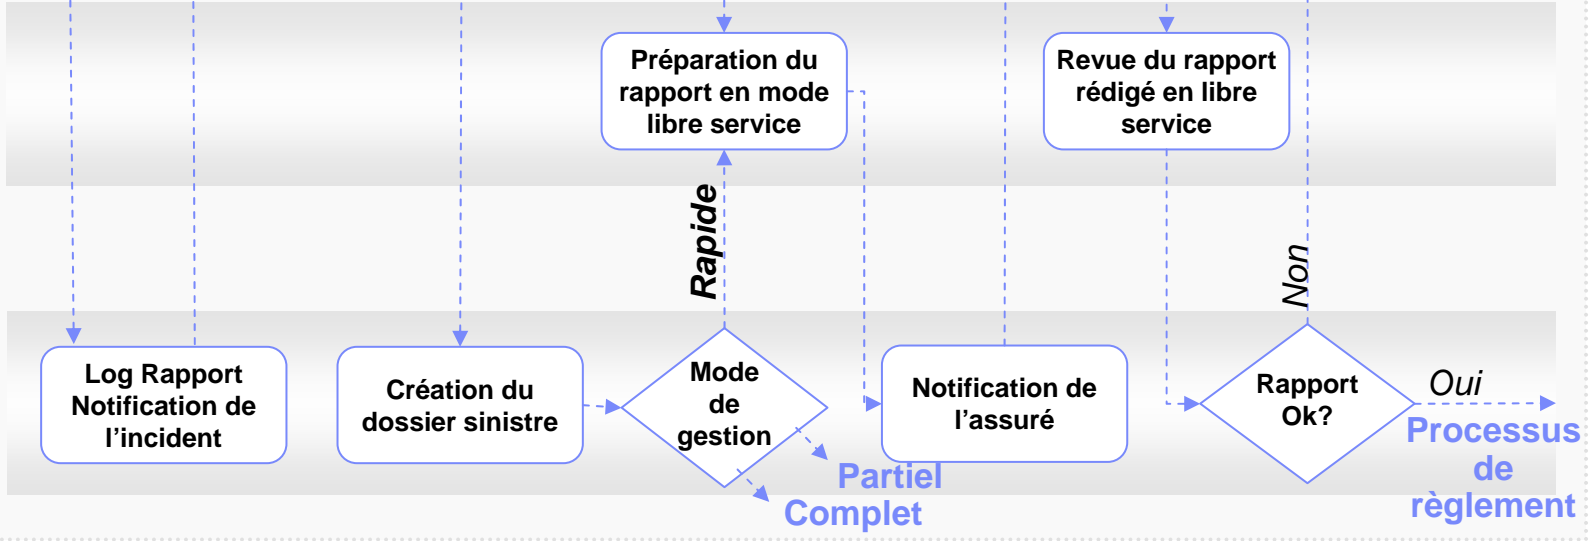 Préparation du
rapport en mode
libre service
Revue du rapport
rédigé en libre
service
Rapide
Non
Log Rapport
Notification de
l’incident
Création du
dossier sinistre
Mode
de
gestion
Notification de
l’assuré
Rapport
Ok?
Oui
Partiel
Complet
Processus
de
règlement